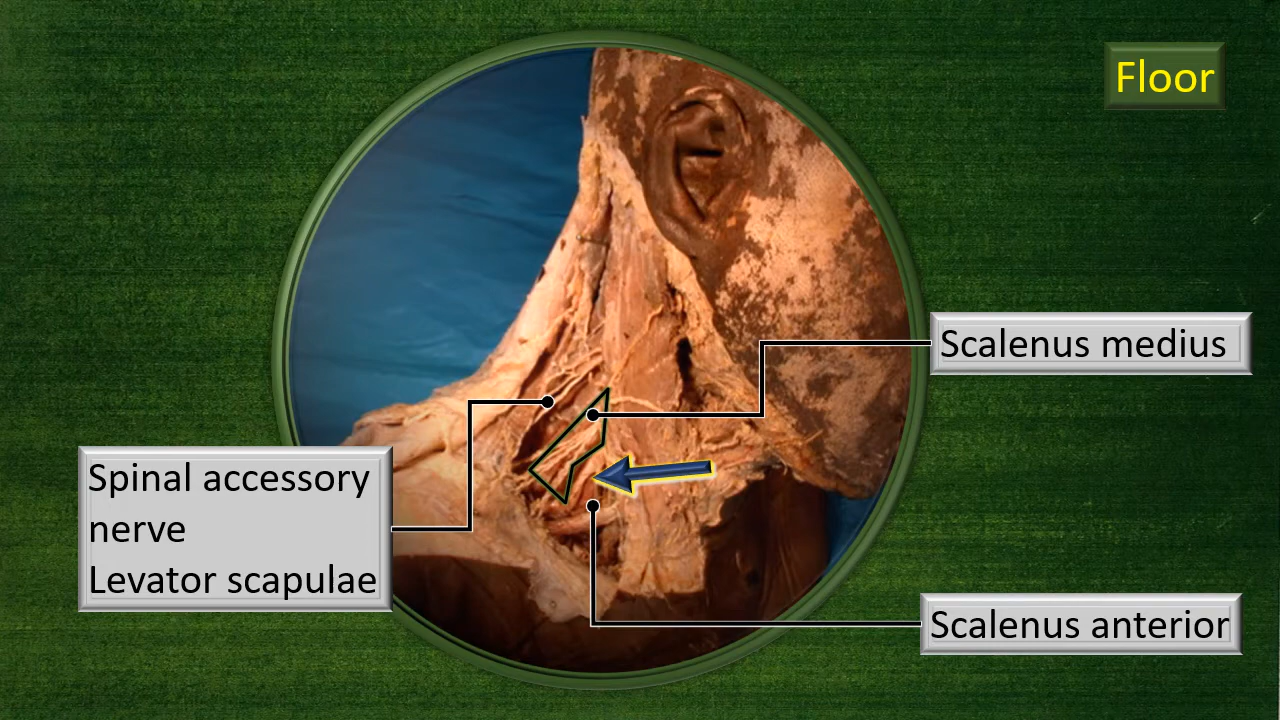 Floor
Scalenus medius
Spinal accessory
nerve
Levator scapulae
Scalenus anterior